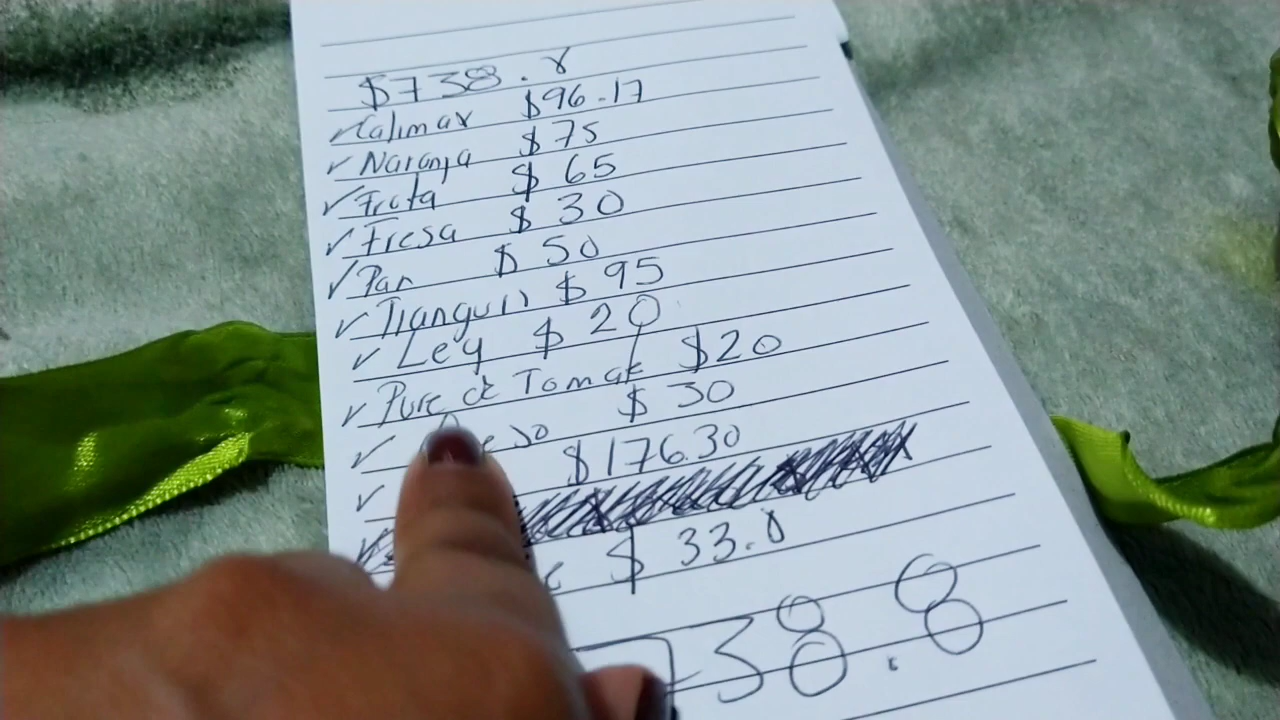 $738.8
✓Calimax $96.17
✓ Naranja $75
✓ Fruta $65
✓ Fresa $30
✓ Pan $50
✓ Tianguis $95
✓ Ley $20
✓ Pure de Tomate $20
✓ $30
✓ $176.30
$33.8
38.8